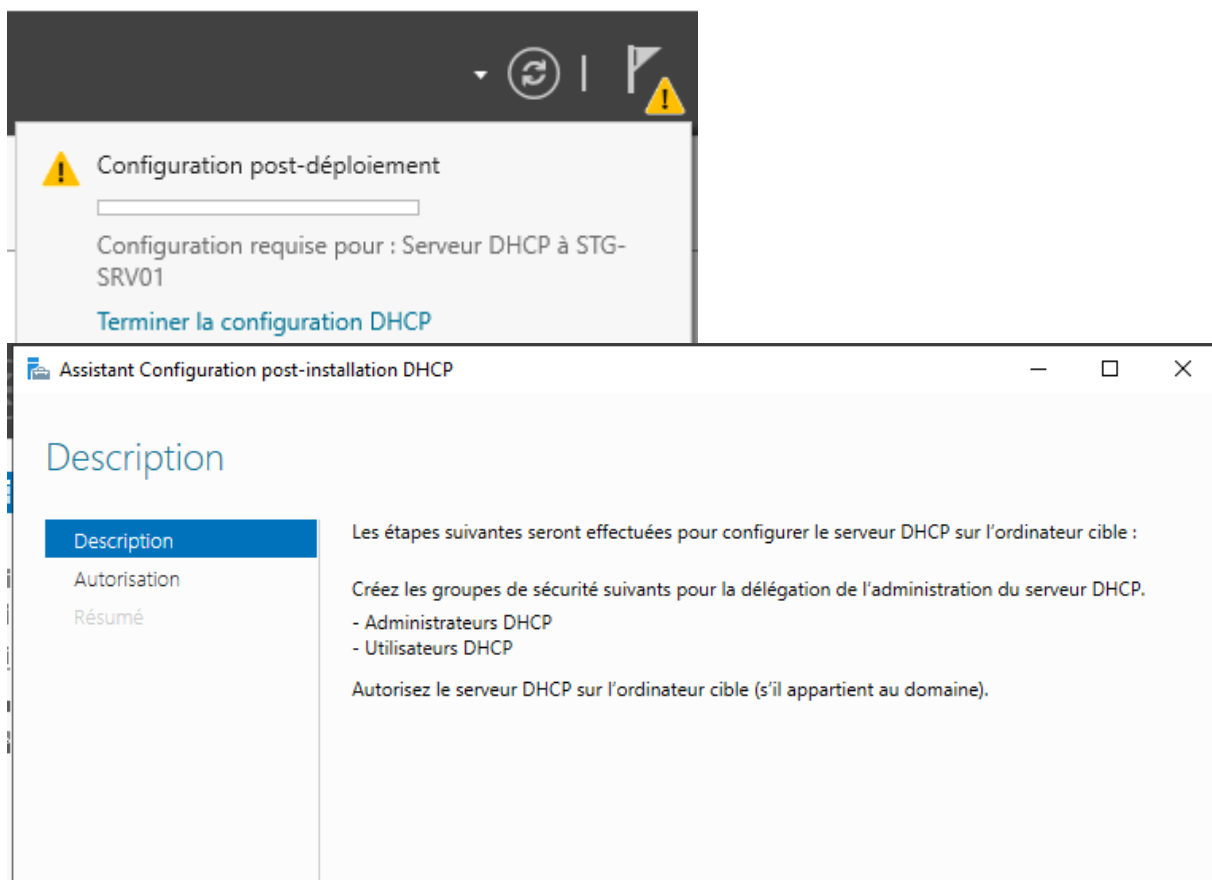 Configuration post-déploiement
Configuration requise pour : Serveur DHCP à STG-
SRV01
Terminer la configuration DHCP
Assistant Configuration post-installation DHCP
Description
Description
Autorisation
Résumé
Les étapes suivantes seront effectuées pour configurer le serveur DHCP sur l’ordinateur cible :
Créez les groupes de sécurité suivants pour la délégation de l’administration du serveur DHCP.
- Administrateurs DHCP
- Utilisateurs DHCP
Autorisez le serveur DHCP sur l’ordinateur cible (s’il appartient au domaine).